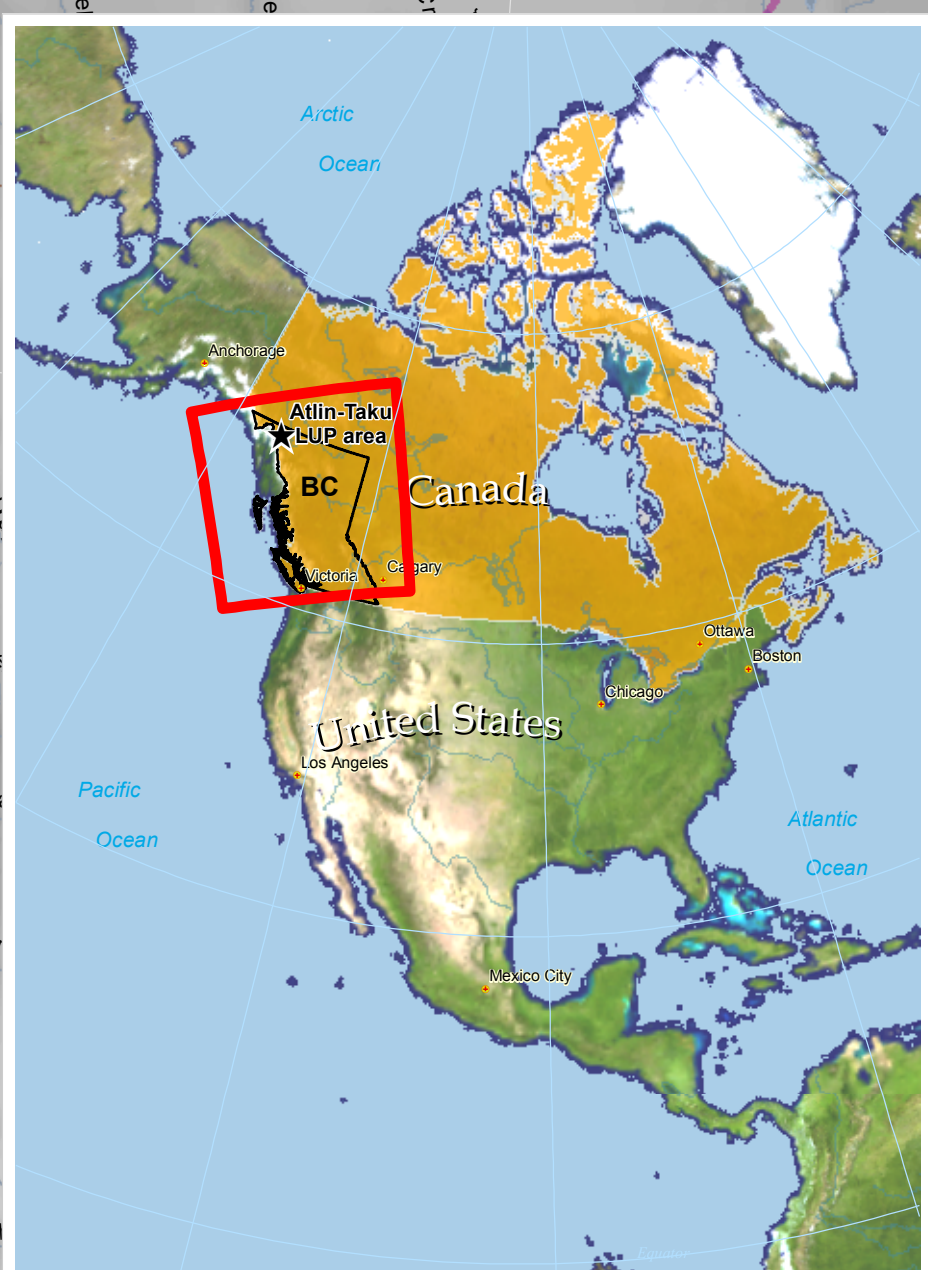 Arctic
Ocean
Anchorage
Atlin-Taku
LUP area
BC
Canada
Calgary
Victoria
Ottawa
Boston
Chicago
United States
Los Angeles
Pacific
Ocean
Atlantic
Ocean
Mexico City
Equator